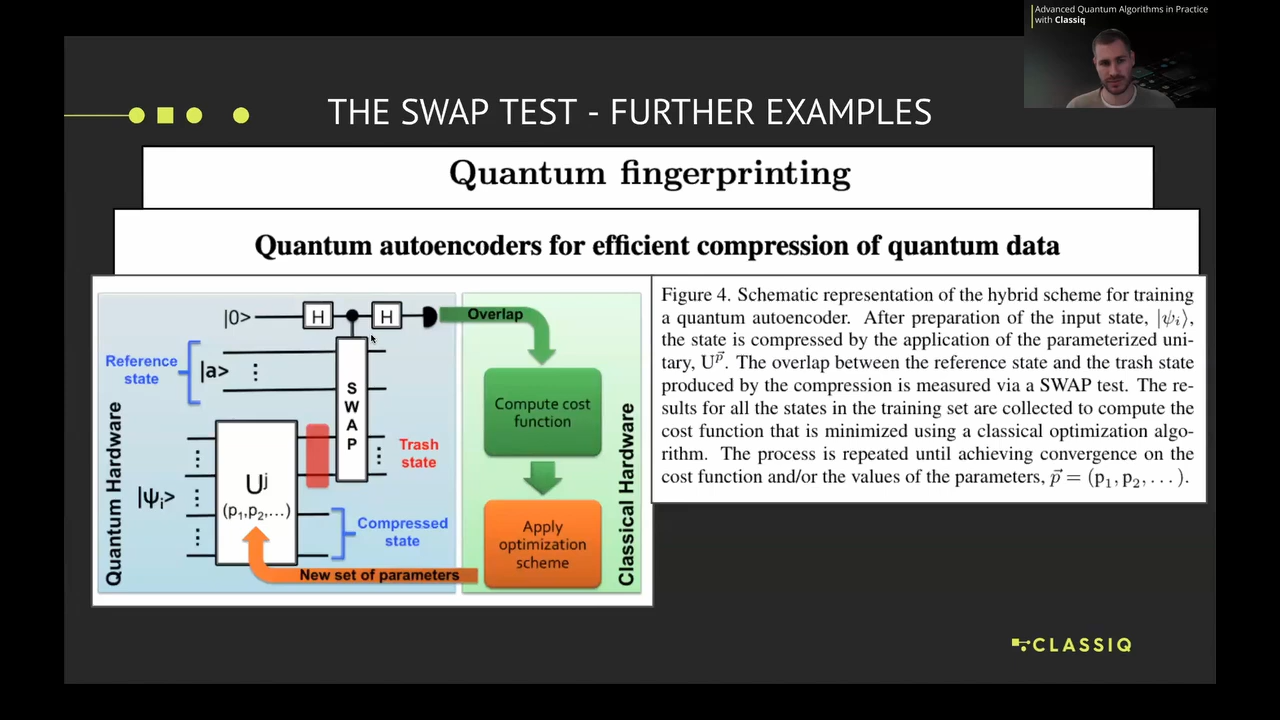 Advanced Quantum Algorithms in Practice
with Classiq
THE SWAP TEST - FURTHER EXAMPLES
Quantum fingerprinting
Quantum autoencoders for efficient compression of quantum data
|0>
H
H
Overlap
Reference
state
|a>
⋮
S
W
A
P
Trash
state
⋮
Quantum Hardware
|ψi>
⋮
⋮
⋮
Uj
(p1,p2,...)
Compressed
state
New set of parameters
Compute cost
function
Apply
optimization
scheme
Classical Hardware
Figure 4. Schematic representation of the hybrid scheme for training
a quantum autoencoder. After preparation of the input state, |ψi⟩,
the state is compressed by the application of the parameterized uni-
tary, Up⃗. The overlap between the reference state and the trash state
produced by the compression is measured via a SWAP test. The re-
sults for all the states in the training set are collected to compute the
cost function that is minimized using a classical optimization algo-
rithm. The process is repeated until achieving convergence on the
cost function and/or the values of the parameters, p⃗ = (p1, p2, . . . ).
CLASSIQ